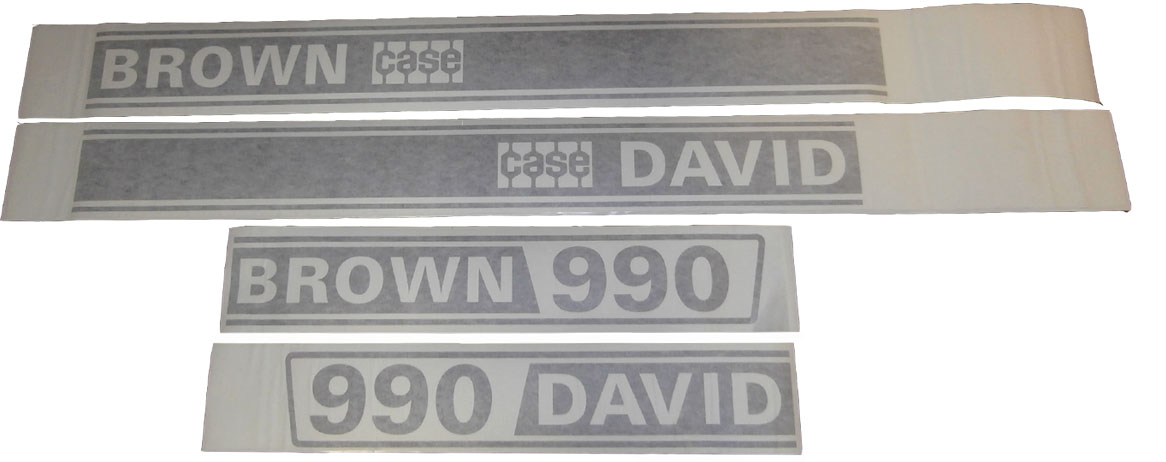 BROWN case
case DAVID
BROWN 990
990 DAVID